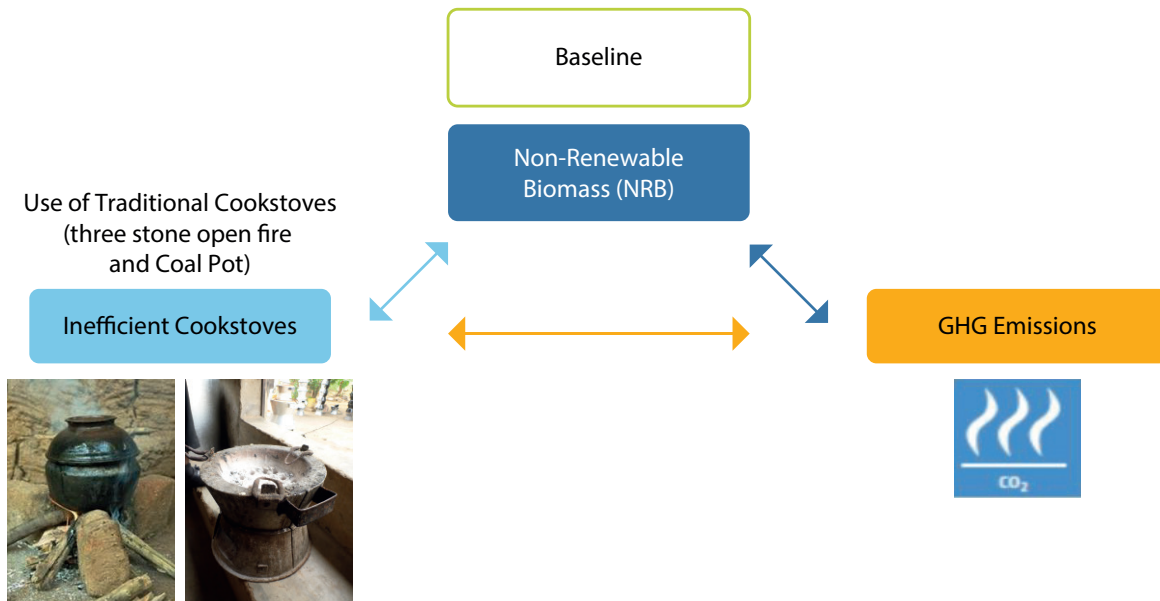 Baseline
Non-Renewable
Biomass (NRB)
Use of Traditional Cookstoves
(three stone open fire
and Coal Pot)
Inefficient Cookstoves
GHG Emissions
CO₂